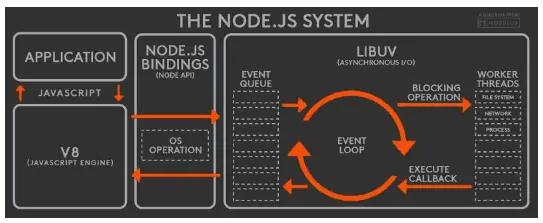 THE NODE.JS SYSTEM
APPLICATION
JAVASCRIPT
V8
(JAVASCRIPT ENGINE)
NODE.JS
BINDINGS
(NODE API)
OS
OPERATION
LIBUV
(ASYNCHRONOUS I/O)
EVENT
QUEUE
EVENT
LOOP
BLOCKING
OPERATION
EXECUTE
CALLBACK
WORKER
THREADS
FILE SYSTEM
NETWORK
PROCESS